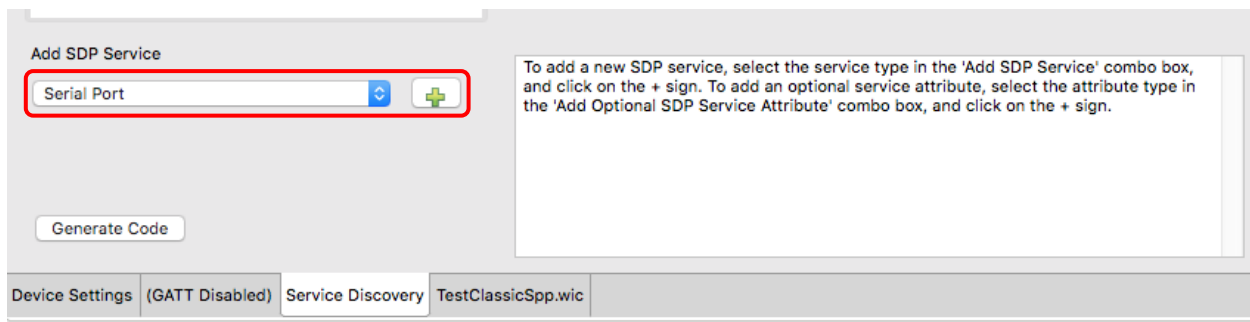 Add SDP Service
Serial Port
To add a new SDP service, select the service type in the 'Add SDP Service' combo box,
and click on the + sign. To add an optional service attribute, select the attribute type in
the 'Add Optional SDP Service Attribute' combo box, and click on the + sign.
Generate Code
Device Settings (GATT Disabled) Service Discovery TestClassicSpp.wic